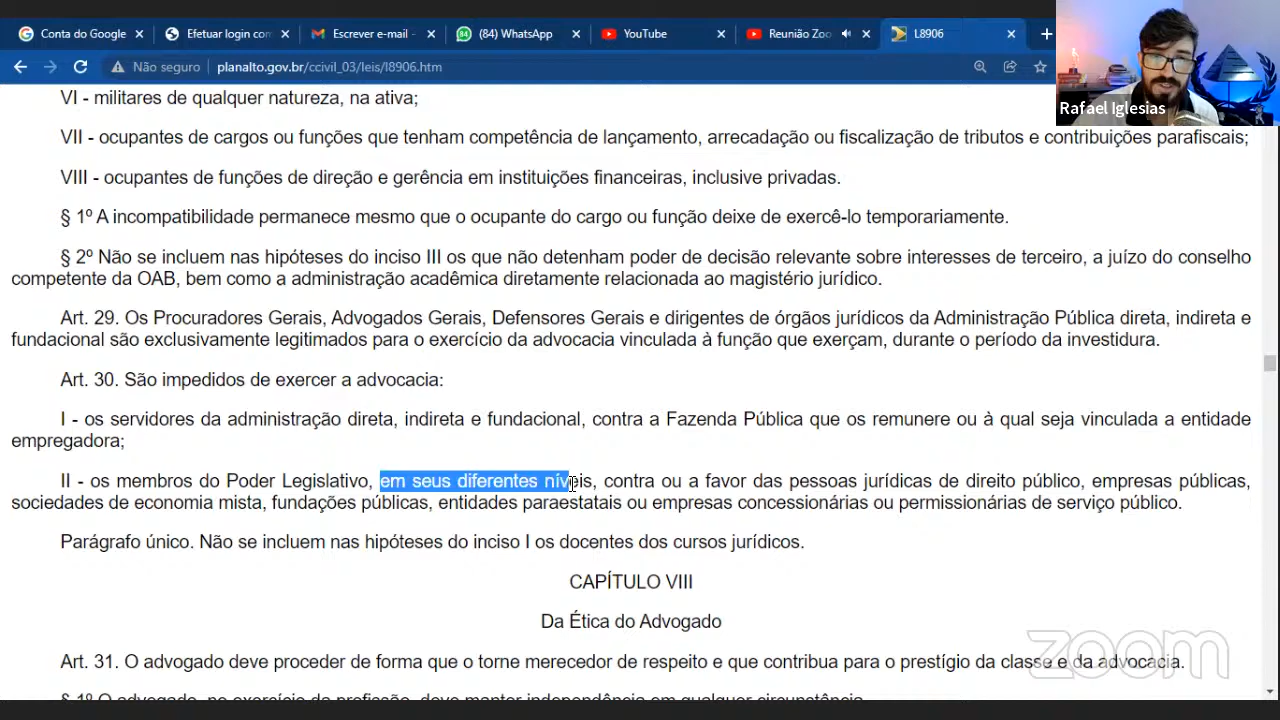 Conta do Google
Efetuar login com
Escrever e-mail -
(84) WhatsApp
YouTube
Reunião Zoo
L8906
Rafael Iglesias
Não seguro
planalto.gov.br/ccivil_03/leis/l8906.htm
VI - militares de qualquer natureza, na ativa;
VII - ocupantes de cargos ou funções que tenham competência de lançamento, arrecadação ou fiscalização de tributos e contribuições parafiscais;
VIII - ocupantes de funções de direção e gerência em instituições financeiras, inclusive privadas.
§ 1º A incompatibilidade permanece mesmo que o ocupante do cargo ou função deixe de exercê-lo temporariamente.
§ 2º Não se incluem nas hipóteses do inciso III os que não detenham poder de decisão relevante sobre interesses de terceiro, a juízo do conselho
competente da OAB, bem como a administração acadêmica diretamente relacionada ao magistério jurídico.
Art. 29. Os Procuradores Gerais, Advogados Gerais, Defensores Gerais e dirigentes de órgãos jurídicos da Administração Pública direta, indireta e
fundacional são exclusivamente legitimados para o exercício da advocacia vinculada à função que exerçam, durante o período da investidura.
Art. 30. São impedidos de exercer a advocacia:
I - os servidores da administração direta, indireta e fundacional, contra a Fazenda Pública que os remunere ou à qual seja vinculada a entidade
empregadora;
II - os membros do Poder Legislativo, em seus diferentes níveis, contra ou a favor das pessoas jurídicas de direito público, empresas públicas,
sociedades de economia mista, fundações públicas, entidades paraestatais ou empresas concessionárias ou permissionárias de serviço público.
Parágrafo único. Não se incluem nas hipóteses do inciso I os docentes dos cursos jurídicos.
CAPÍTULO VIII
Da Ética do Advogado
Art. 31. O advogado deve proceder de forma que o torne merecedor de respeito e que contribua para o prestígio da classe e da advocacia.
§ 1º O advogado, no exercício da profissão, deve manter independência em qualquer circunstância.
zoom